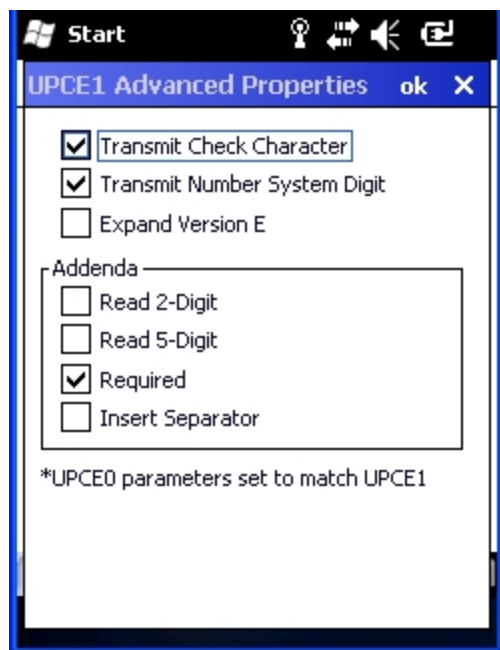 Start
UPCE1 Advanced Properties ok X
Transmit Check Character
Transmit Number System Digit
Expand Version E
Addenda
Read 2-Digit
Read 5-Digit
Required
Insert Separator
*UPCE0 parameters set to match UPCE1